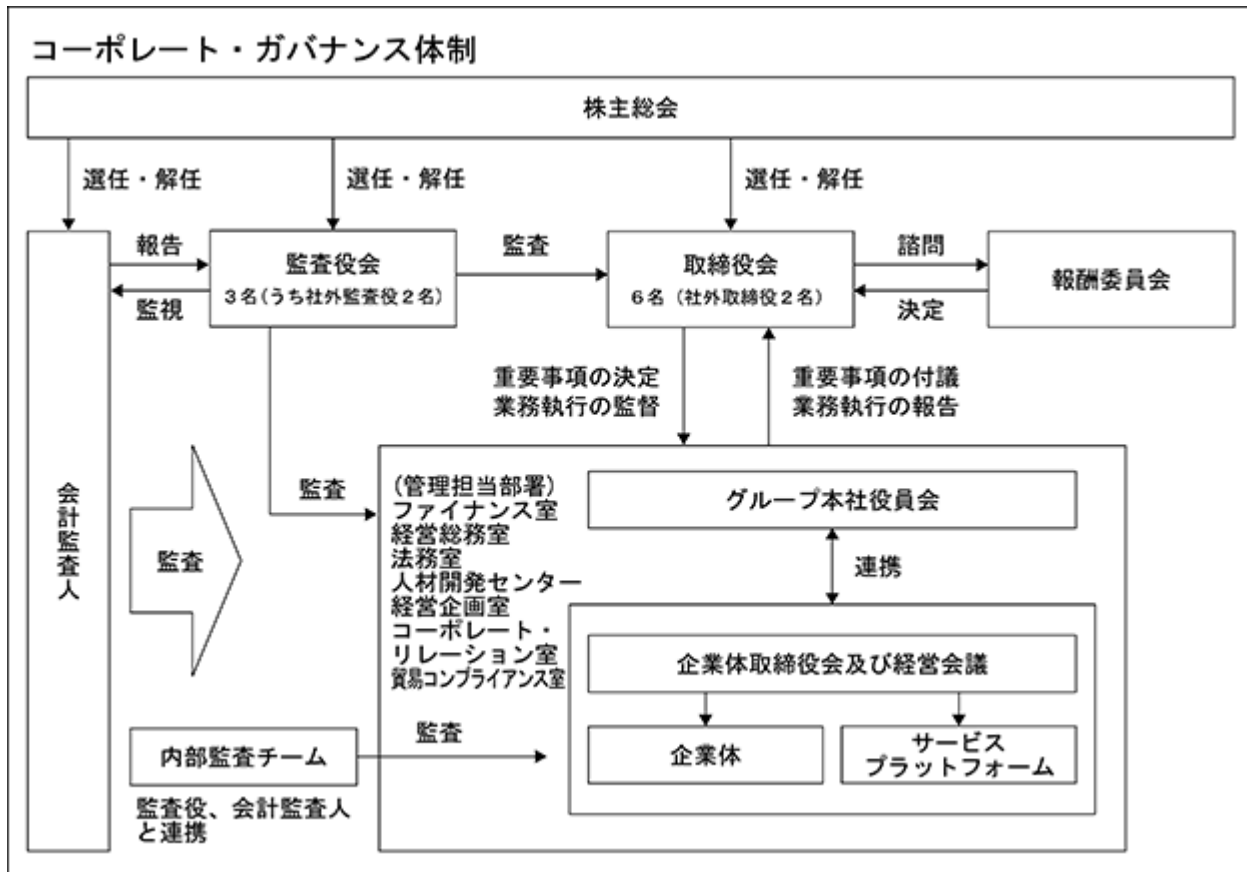 コーポレート・ガバナンス体制
株主総会
選任・解任
選任・解任
選任・解任
報告
監視
監査役会
3名(うち社外監査役2名)
監査
取締役会
6名(社外取締役2名)
諮問
決定
報酬委員会
重要事項の決定
業務執行の監督
重要事項の付議
業務執行の報告
会計監査人
監査
監査
(管理担当部署)
ファイナンス室
経営総務室
法務室
人材開発センター
経営企画室
コーポレート・
リレーション室
貿易コンプライアンス室
グループ本社役員会
連携
企業体取締役会及び経営会議
企業体
サービス
プラットフォーム
内部監査チーム
監査
監査役、会計監査人
と連携